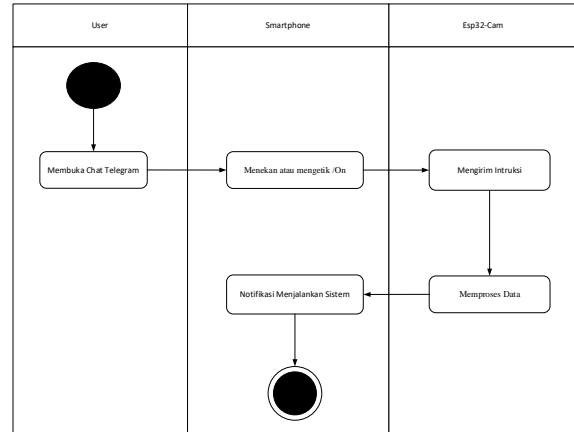 User
Smartphone
Esp32-Cam
Membuka Chat Telegram
Menekan atau mengetik /On
Mengirim Intruksi
Notifikasi Menjalankan Sistem
Memproses Data